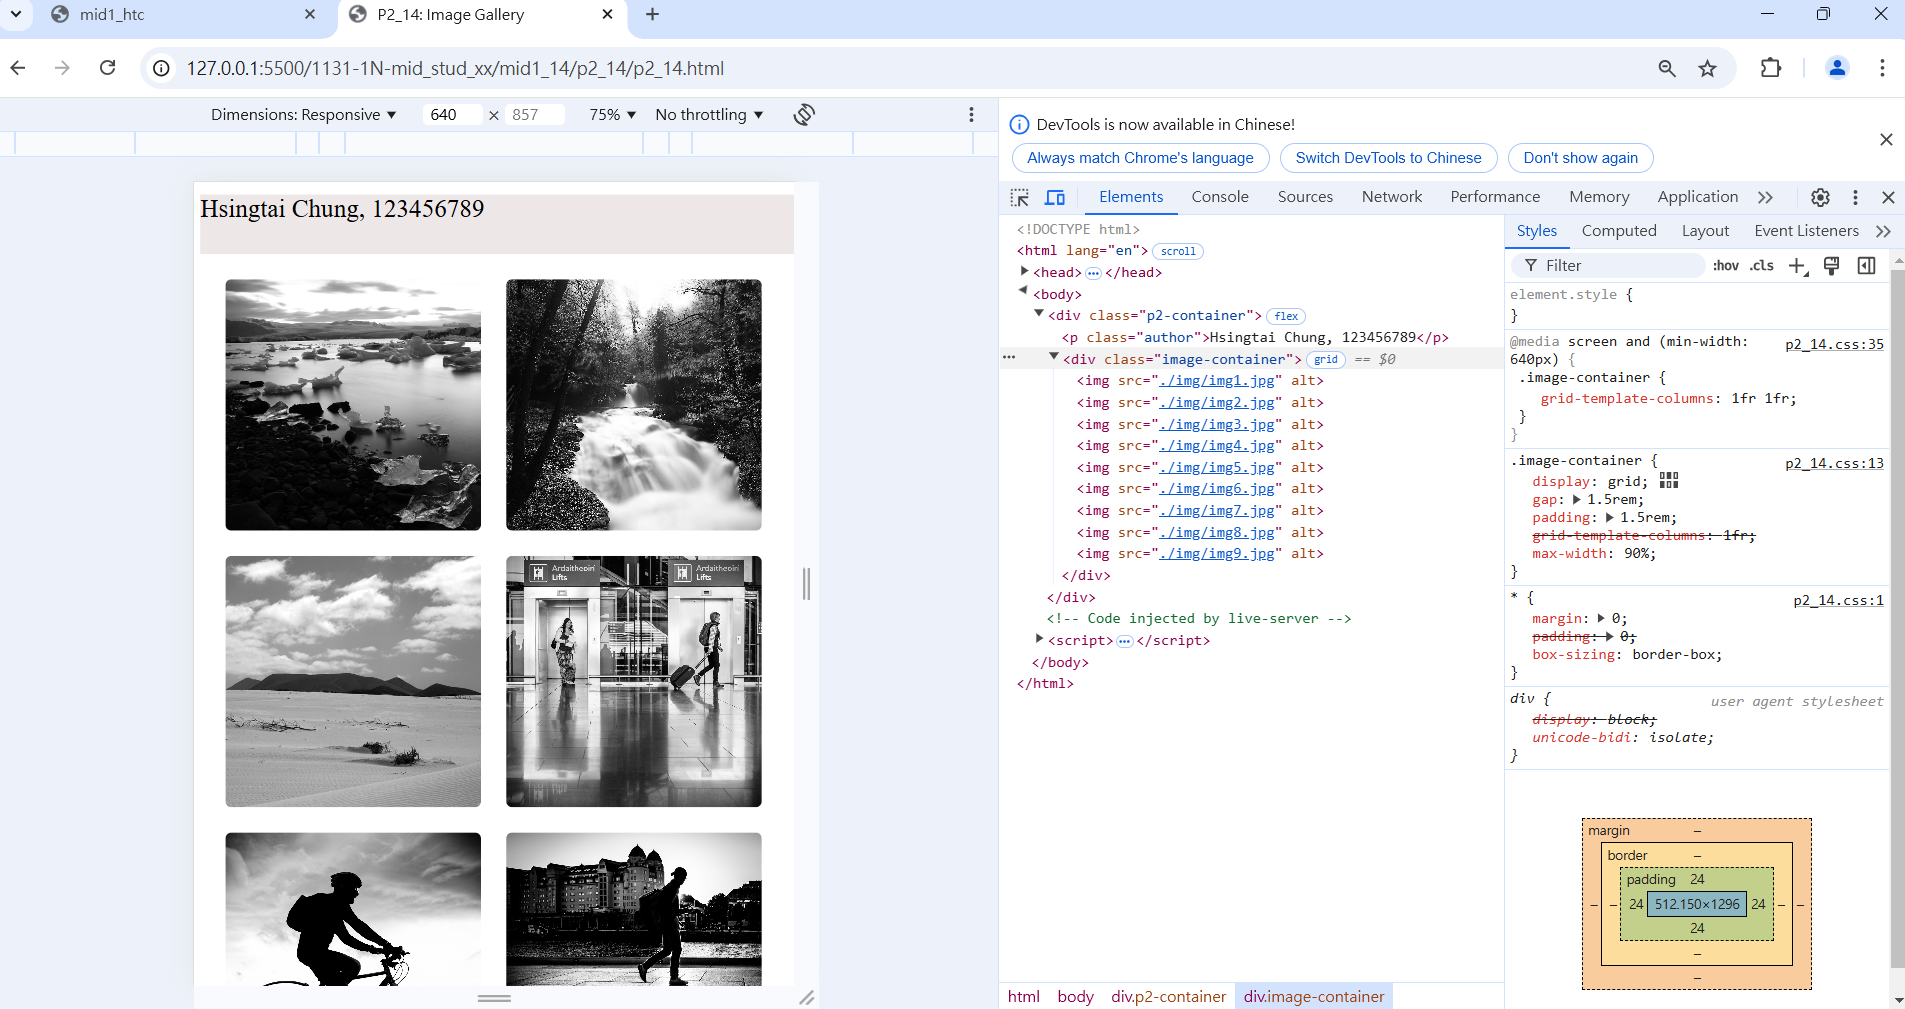 mid1_htc
P2_14: Image Gallery
127.0.0.1:5500/1131-1N-mid_stud_xx/mid1_14/p2_14/p2_14.html
Dimensions: Responsive 640 × 857 75% No throttling
DevTools is now available in Chinese!
Always match Chrome's language
Switch DevTools to Chinese
Don't show again
Elements Console Sources Network Performance Memory Application
Hsingtai Chung, 123456789
Ardaitheoirí
Lifts
Ardaitheoirí
Lifts
<!DOCTYPE html>
<html lang="en"> scroll
<head> ••• </head>
<body>
<div class="p2-container"> flex
<p class="author">Hsingtai Chung, 123456789</p>
••• <div class="image-container"> grid == $0
<img src="./img/img1.jpg" alt>
<img src="./img/img2.jpg" alt>
<img src="./img/img3.jpg" alt>
<img src="./img/img4.jpg" alt>
<img src="./img/img5.jpg" alt>
<img src="./img/img6.jpg" alt>
<img src="./img/img7.jpg" alt>
<img src="./img/img8.jpg" alt>
<img src="./img/img9.jpg" alt>
</div>
</div>
<!-- Code injected by live-server -->
<script> ••• </script>
</body>
</html>
html body div.p2-container div.image-container
Styles Computed Layout Event Listeners
Filter :hov .cls
element.style {
}
@media screen and (min-width: p2_14.css:35
640px) {
.image-container {
grid-template-columns: 1fr 1fr;
}
}
.image-container { p2_14.css:13
display: grid;
gap: 1.5rem;
padding: 1.5rem;
grid-template-columns: 1fr;
max-width: 90%;
}
* { p2_14.css:1
margin: 0;
padding: 0;
box-sizing: border-box;
}
div { user agent stylesheet
display: block;
unicode-bidi: isolate;
}
margin –
border –
padding 24
– – 24 512.150×1296 24 – –
24
–
–